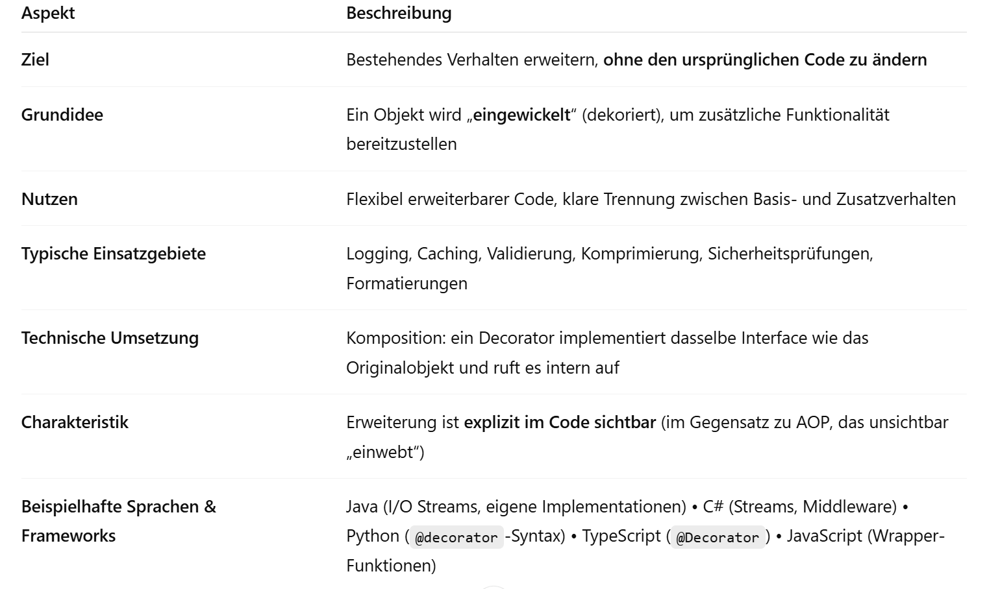 Aspekt Beschreibung
Ziel Bestehendes Verhalten erweitern, ohne den ursprünglichen Code zu ändern
Grundidee Ein Objekt wird „eingewickelt“ (dekoriert), um zusätzliche Funktionalität
bereitzustellen
Nutzen Flexibel erweiterbarer Code, klare Trennung zwischen Basis- und Zusatzverhalten
Typische Einsatzgebiete Logging, Caching, Validierung, Komprimierung, Sicherheitsprüfungen,
Formatierungen
Technische Umsetzung Komposition: ein Decorator implementiert dasselbe Interface wie das
Originalobjekt und ruft es intern auf
Charakteristik Erweiterung ist explizit im Code sichtbar (im Gegensatz zu AOP, das unsichtbar
„einwebt“)
Beispielhafte Sprachen & Java (I/O Streams, eigene Implementationen) • C# (Streams, Middleware) •
Frameworks Python (@decorator-Syntax) • TypeScript (@Decorator) • JavaScript (Wrapper-
Funktionen)